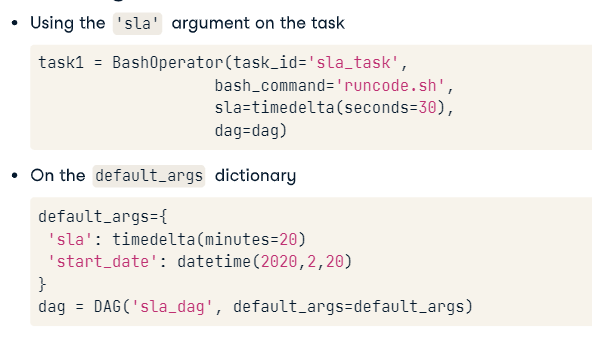 • Using the 'sla' argument on the task
task1 = BashOperator(task_id='sla_task',
bash_command='runcode.sh',
sla=timedelta(seconds=30),
dag=dag)
• On the default_args dictionary
default_args={
'sla': timedelta(minutes=20)
'start_date': datetime(2020,2,20)
}
dag = DAG('sla_dag', default_args=default_args)